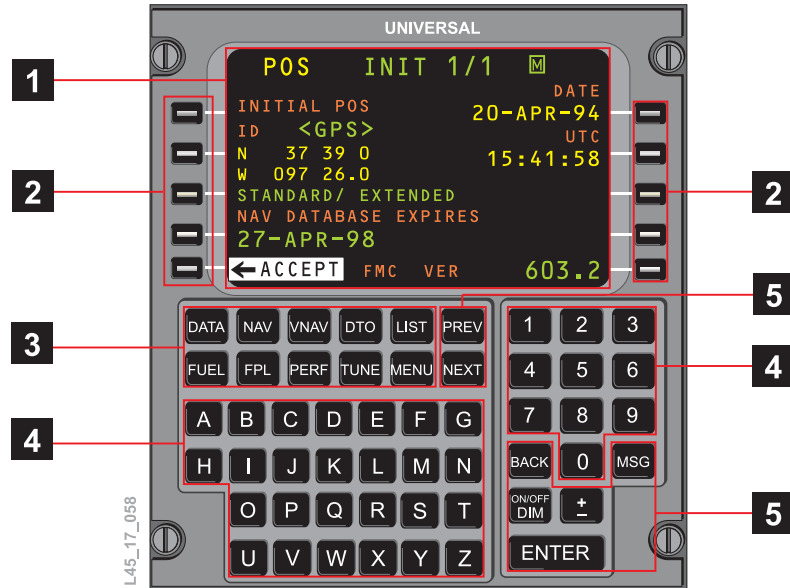 UNIVERSAL
POS INIT 1/1 M
DATE
INITIAL POS 20-APR-94
ID <GPS> UTC
N 37 39 0 15:41:58
W 097 26.0
STANDARD/ EXTENDED
NAV DATABASE EXPIRES
27-APR-98
←ACCEPT FMC VER 603.2
1
2
2
3
4
4
5
5
DATA NAV VNAV DTO LIST PREV
FUEL FPL PERF TUNE MENU NEXT
1 2 3
4 5 6
7 8 9
BACK 0 MSG
ON/OFF
DIM ±
ENTER
A B C D E F G
H I J K L M N
O P Q R S T
U V W X Y Z
L45_17_058